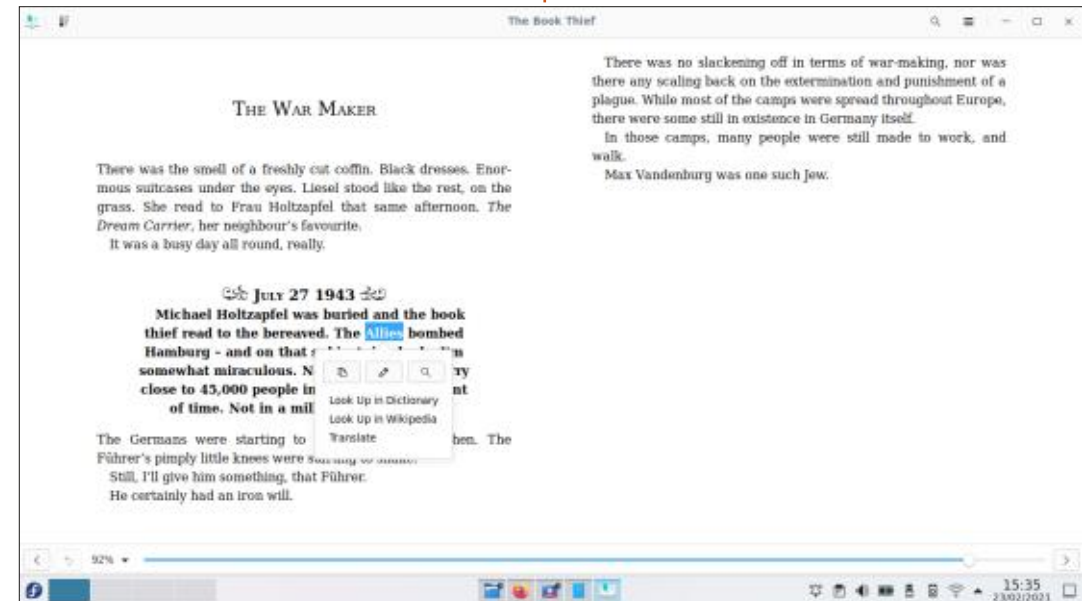 The Book Thief
THE WAR MAKER
There was the smell of a freshly cut coffin. Black dresses. Enor-
mous suitcases under the eyes. Liesel stood like the rest, on the
grass. She read to Frau Holtzapfel that same afternoon. The
Dream Carrier, her neighbour's favourite.
It was a busy day all round, really.
JULY 27 1943
Michael Holtzapfel was buried and the book
thief read to the bereaved. The Allies bombed
Hamburg – and on that
somewhat miraculous.
close to 45,000 people in
of time. Not in a mil
The Germans were starting to hen. The
Führer's pimply little knees were
Still, I'll give him something, that Führer.
He certainly had an iron will.
Look Up in Dictionary
Look Up in Wikipedia
Translate
There was no slackening off in terms of war-making, nor was
there any scaling back on the extermination and punishment of a
plague. While most of the camps were spread throughout Europe,
there were some still in existence in Germany itself.
In those camps, many people were still made to work, and
walk.
Max Vandenburg was one such Jew.
92%
15:35
23/02/2021